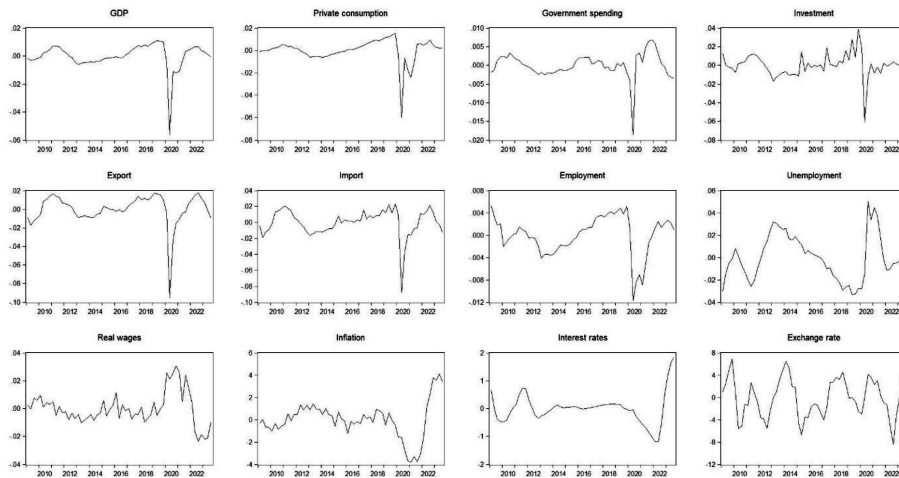 GDP Private consumption Government spending Investment
.02 .02 .010 .04
.00 .00 .005 .02
-.02 -.02 .000 .00
-.04 -.04 -.005 -.02
-.06 -.06 -.010 -.04
-.08 -.015 -.06
-.020 -.08
2010 2012 2014 2016 2018 2020 2022 2010 2012 2014 2016 2018 2020 2022 2010 2012 2014 2016 2018 2020 2022 2010 2012 2014 2016 2018 2020 2022
Export Import Employment Unemployment
.02 .04 .008 .06
.00 .00 .004 .04
-.02 -.04 .000 .02
-.04 -.08 -.004 .00
-.06 -.12 -.008 -.02
-.08 -.012 -.04
-.10
2010 2012 2014 2016 2018 2020 2022 2010 2012 2014 2016 2018 2020 2022 2010 2012 2014 2016 2018 2020 2022 2010 2012 2014 2016 2018 2020 2022
Real wages Inflation Interest rates Exchange rate
.04 6 2 8
.02 4 1 4
.00 2 0 0
-.02 0 -1 -4
-.04 -2 -2 -8
-4 -12
2010 2012 2014 2016 2018 2020 2022 2010 2012 2014 2016 2018 2020 2022 2010 2012 2014 2016 2018 2020 2022 2010 2012 2014 2016 2018 2020 2022